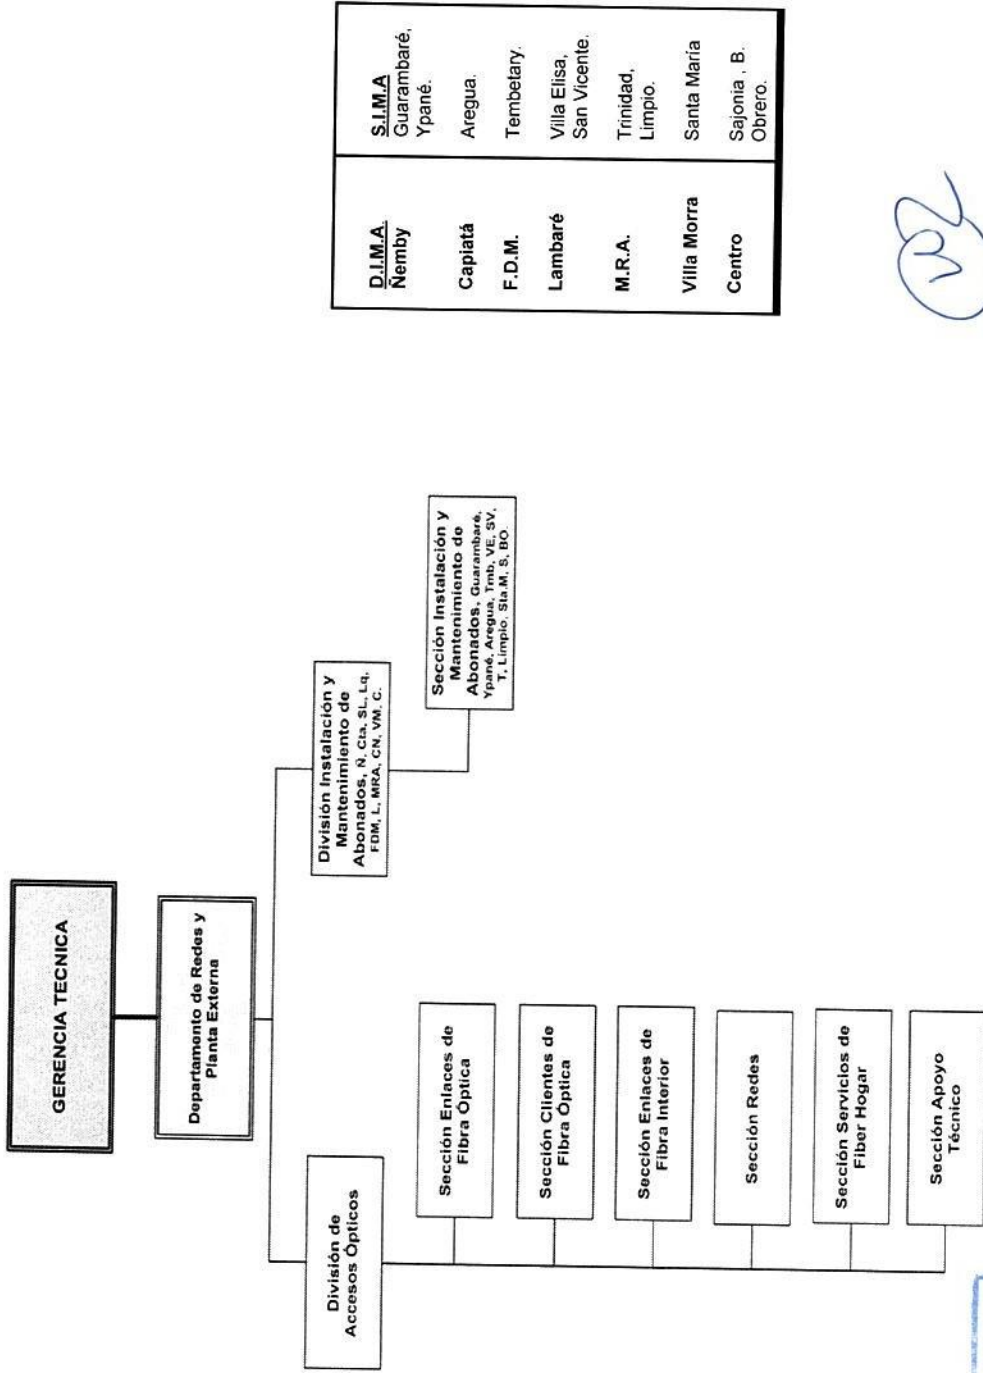 GERENCIA TECNICA
Departamento de Redes y
Planta Externa
División de
Accesos Ópticos
Sección Enlaces de
Fibra Óptica
Sección Clientes de
Fibra Óptica
Sección Enlaces de
Fibra Interior
Sección Redes
Sección Servicios de
Fiber Hogar
Sección Apoyo
Técnico
División Instalación y
Mantenimiento de
Abonados, Ñ, Cta, SL, Lq,
FDM, L, MRA, CN, VM, C.
Sección Instalación y
Mantenimiento de
Abonados, Guarambaré,
Ypané, Aregua, Tmb, VE, SV,
T, Limpio, Sta.M, S, BO.
D.I.M.A. S.I.M.A
Ñemby Guarambaré,
Ypané.
Capiatá Aregua.
F.D.M. Tembetary.
Lambaré Villa Elisa,
San Vicente.
M.R.A. Trinidad,
Limpio.
Villa Morra Santa María
Centro Sajonia , B.
Obrero.